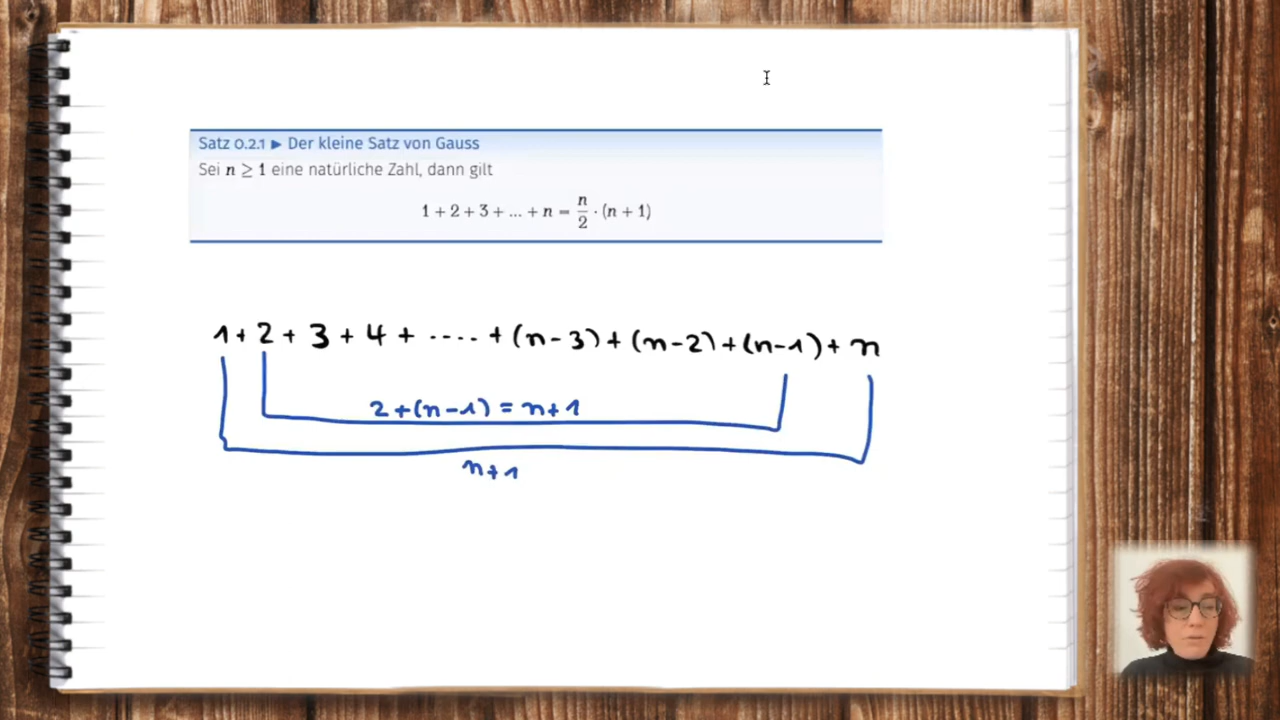 Satz 0.2.1 ▶ Der kleine Satz von Gauss
Sei n ≥ 1 eine natürliche Zahl, dann gilt
1 + 2 + 3 + ... + n = n/2 · (n + 1)
1 + 2 + 3 + 4 + ···· + (n-3) + (n-2) + (n-1) + n
2 + (n-1) = n+1
n+1